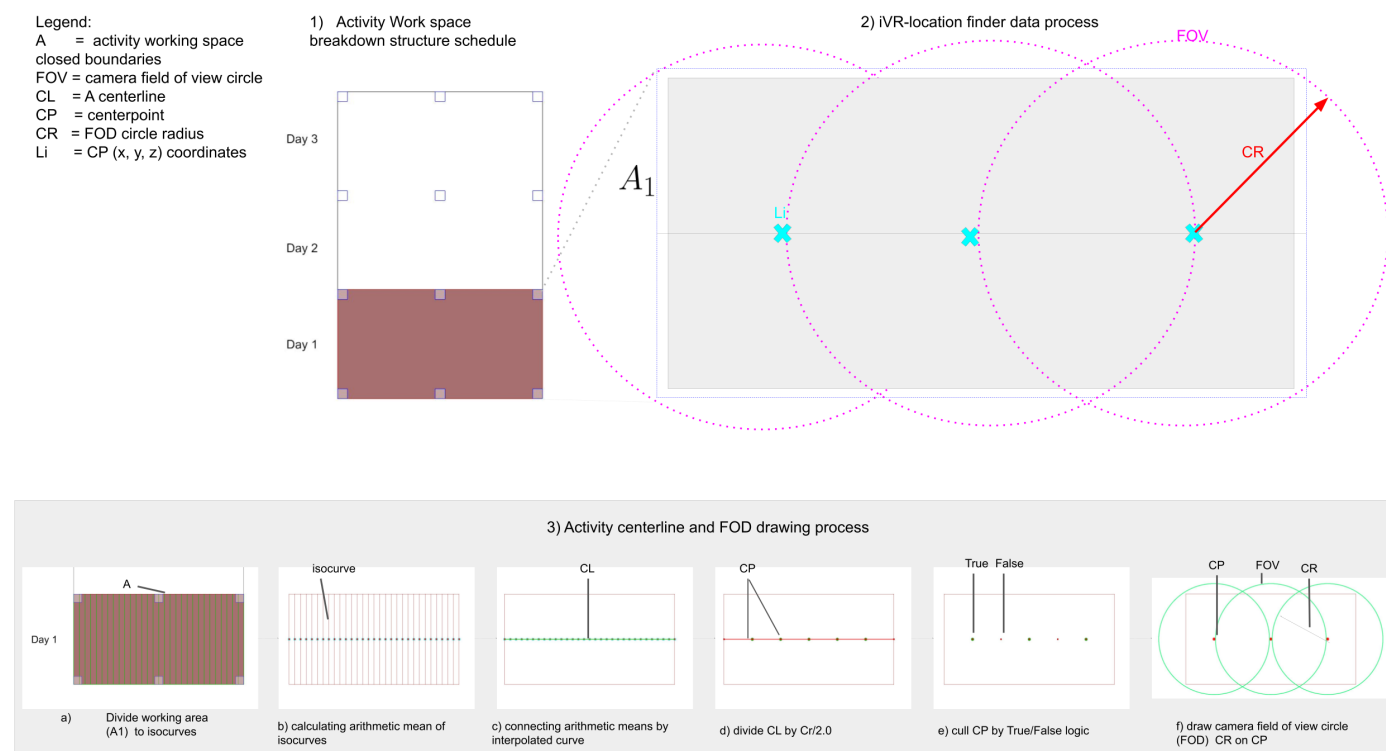 Legend:
A = activity working space
closed boundaries
FOV = camera field of view circle
CL = A centerline
CP = centerpoint
CR = FOD circle radius
Li = CP (x, y, z) coordinates
1) Activity Work space
breakdown structure schedule
Day 3
Day 2
Day 1
2) iVR-location finder data process
FOV
A1
CR
Li
3) Activity centerline and FOD drawing process
A
Day 1
a) Divide working area
(A1) to isocurves
isocurve
b) calculating arithmetic mean of
isocurves
CL
c) connecting arithmetic means by
interpolated curve
CP
d) divide CL by Cr/2.0
True False
e) cull CP by True/False logic
CP FOV CR
f) draw camera field of view circle
(FOD) CR on CP